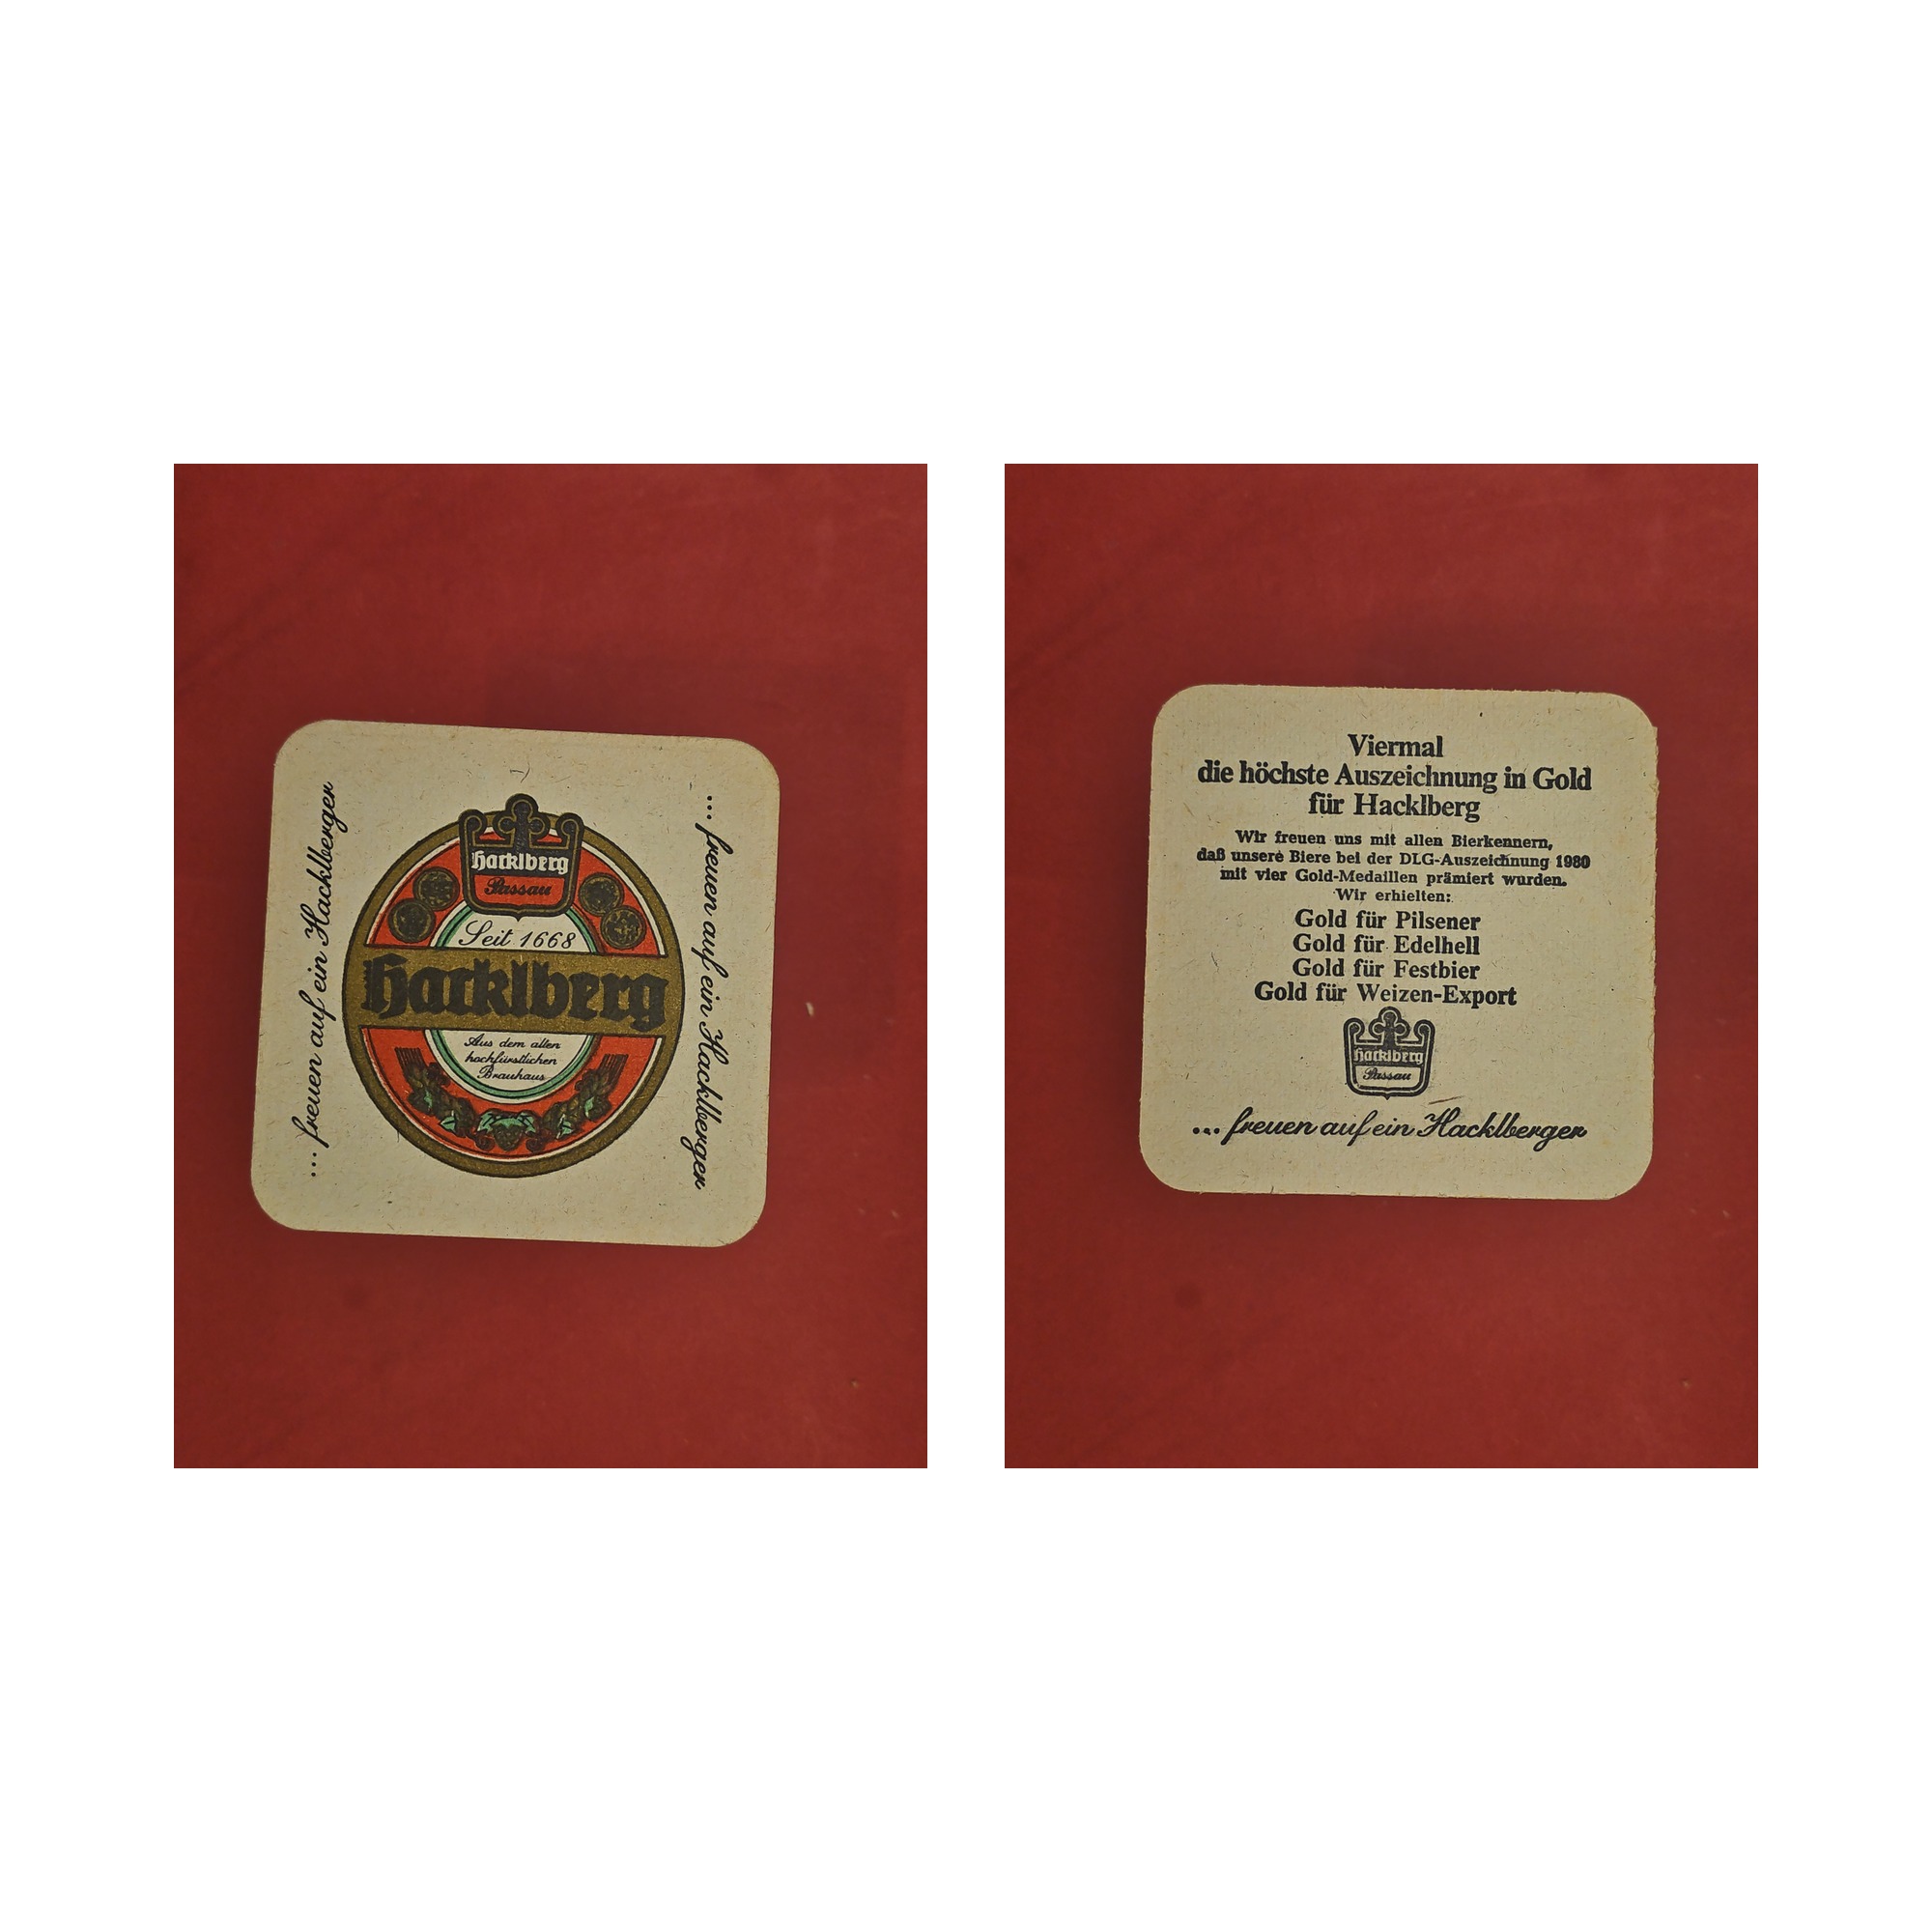 ... freuen auf ein Hacklberger
Hacklberg
Passau
Seit 1668
Hacklberg
Aus dem alten
hochfürstlichen
Brauhaus
... freuen auf ein Hacklberger
Viermal
die höchste Auszeichnung in Gold
für Hacklberg
Wir freuen uns mit allen Bierkennern,
daß unsere Biere bei der DLG-Auszeichnung 1980
mit vier Gold-Medaillen prämiert wurden.
Wir erhielten:
Gold für Pilsener
Gold für Edelhell
Gold für Festbier
Gold für Weizen-Export
Hacklberg
Passau
... freuen auf ein Hacklberger